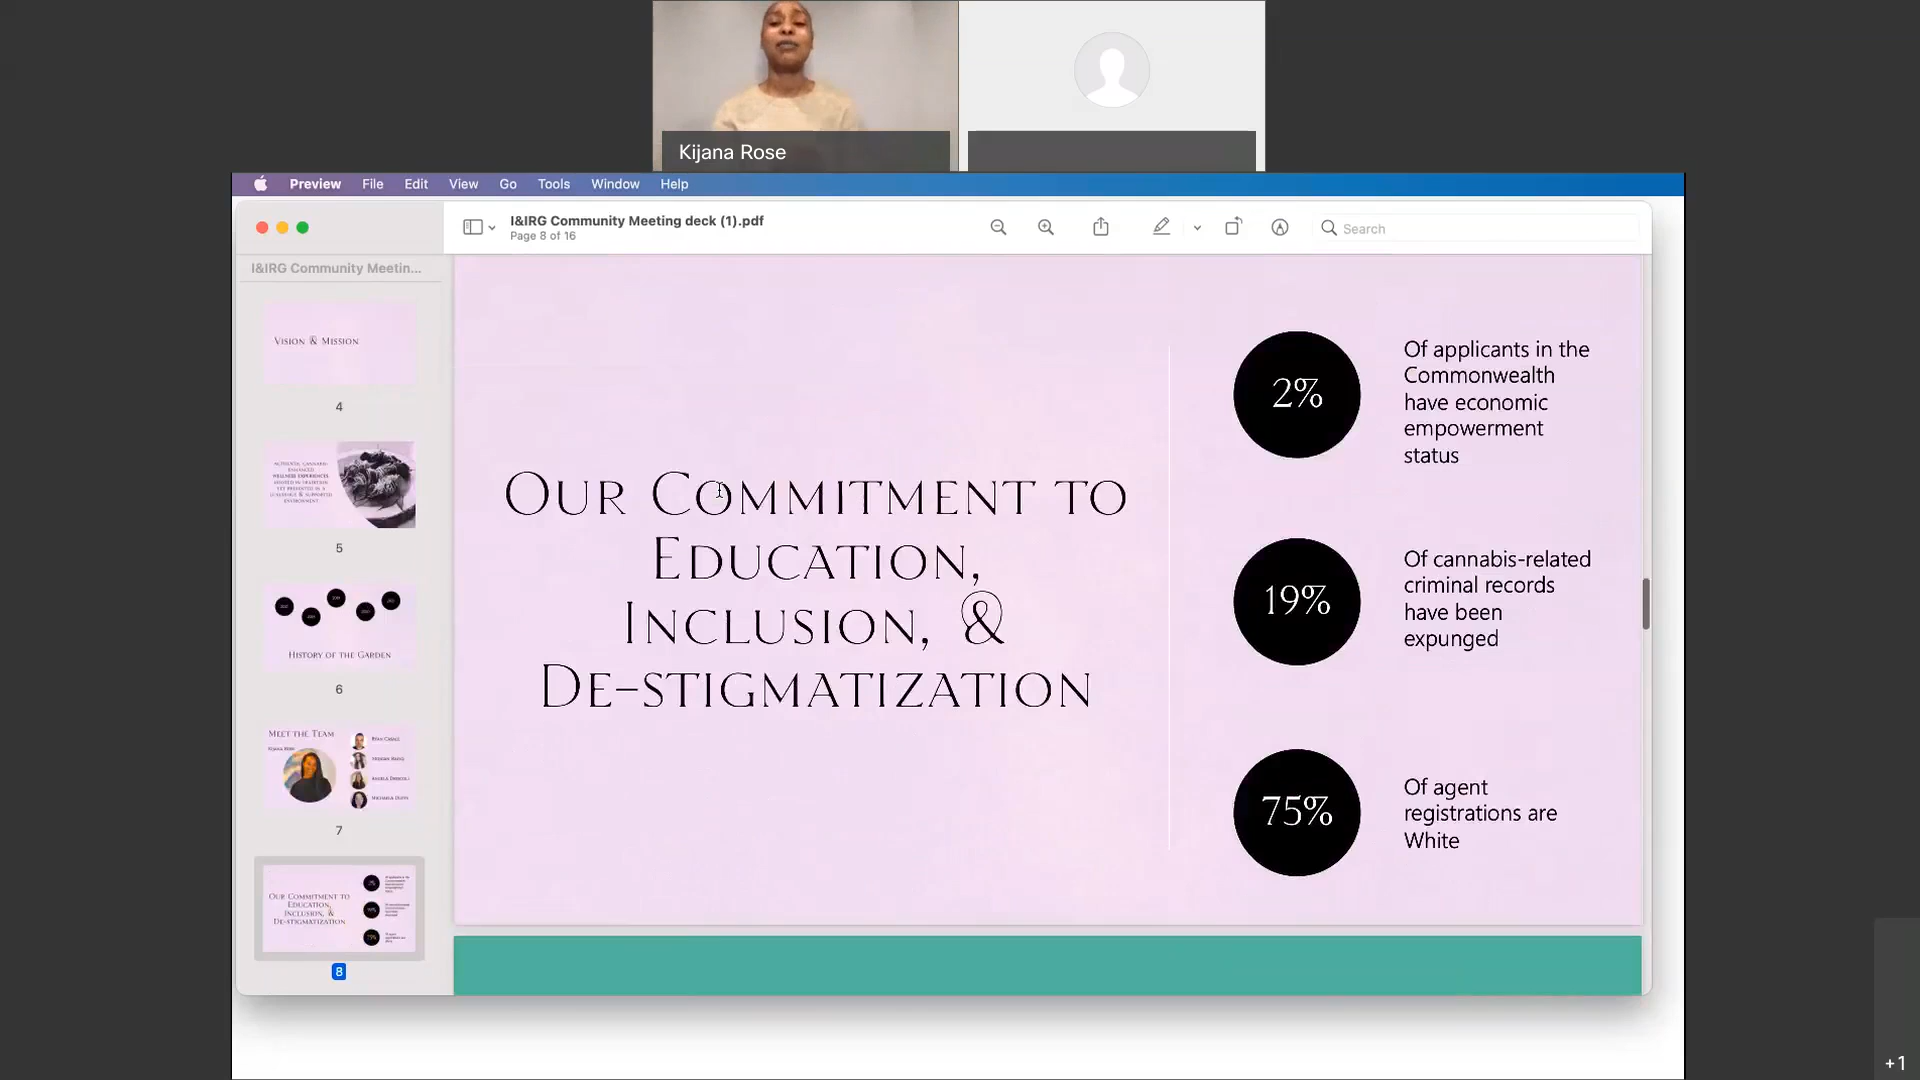 Kijana Rose
Preview File Edit View Go Tools Window Help
I&IRG Community Meeting deck (1).pdf
Page 8 of 16
Search
I&IRG Community Meetin...
Vision & Mission
4
5
History of the Garden
6
Meet the Team
7
Our Commitment to
Education,
Inclusion, &
De-stigmatization
8
Our Commitment to
Education,
Inclusion, &
De-stigmatization
2%
Of applicants in the
Commonwealth
have economic
empowerment
status
19%
Of cannabis-related
criminal records
have been
expunged
75%
Of agent
registrations are
White
+1